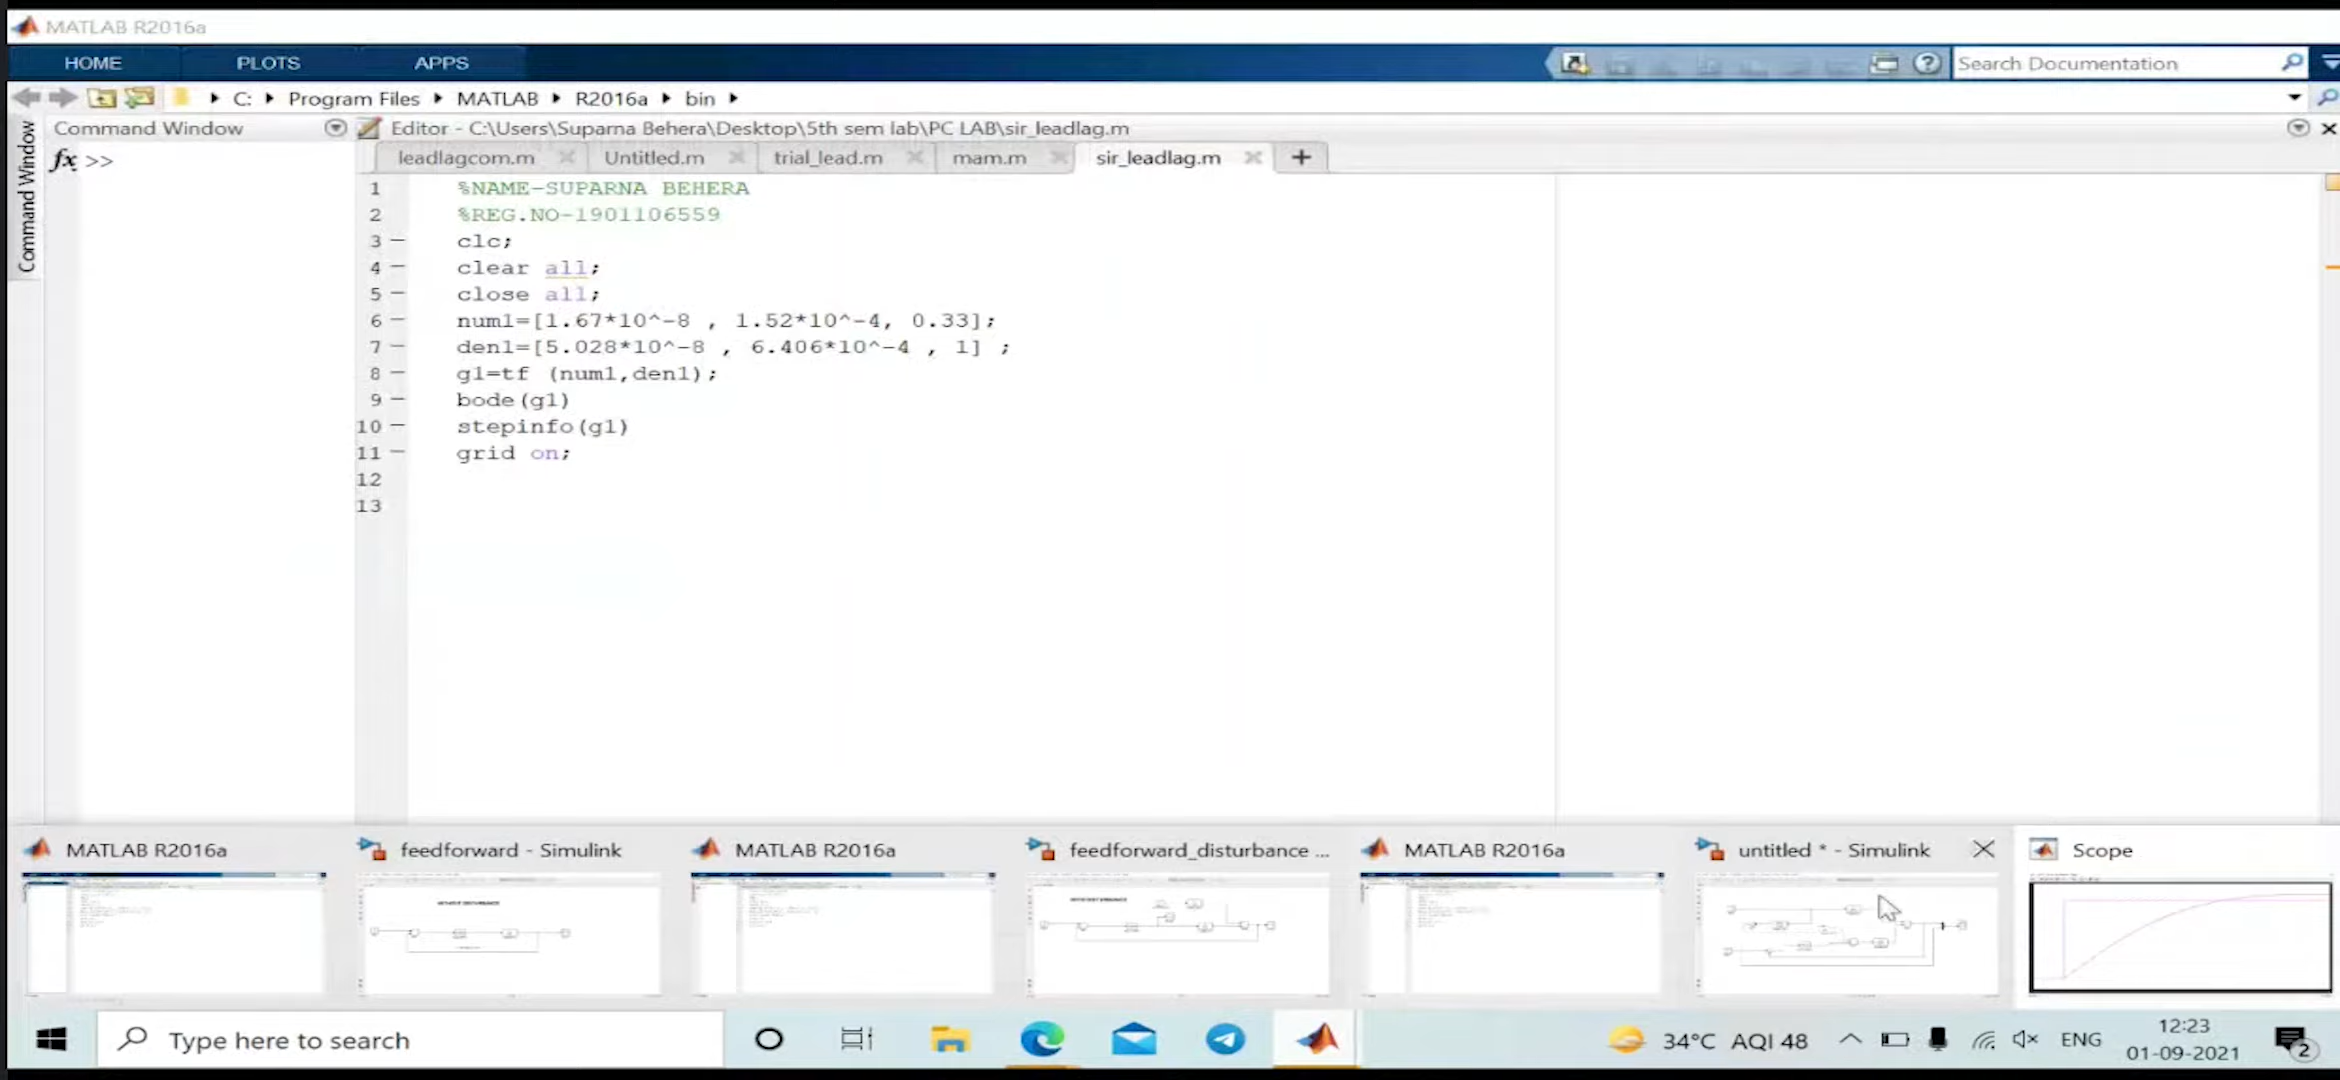 MATLAB R2016a
HOME PLOTS APPS Search Documentation
C: Program Files MATLAB R2016a bin
Command Window Editor - C:\Users\Suparna Behera\Desktop\5th sem lab\PC LAB\sir_leadlag.m
Command Window
fx >> leadlagcom.m Untitled.m trial_lead.m mam.m sir_leadlag.m +
1 %NAME-SUPARNA BEHERA
2 %REG.NO-1901106559
3 clc;
4 clear all;
5 close all;
6 num1=[1.67*10^-8 , 1.52*10^-4, 0.33];
7 den1=[5.028*10^-8 , 6.406*10^-4 , 1] ;
8 g1=tf (num1,den1);
9 bode(g1)
10 stepinfo(g1)
11 grid on;
12
13
MATLAB R2016a feedforward - Simulink MATLAB R2016a feedforward_disturbance ... MATLAB R2016a untitled * - Simulink Scope
Type here to search 34°C AQI 48 ENG 12:23
01-09-2021 2